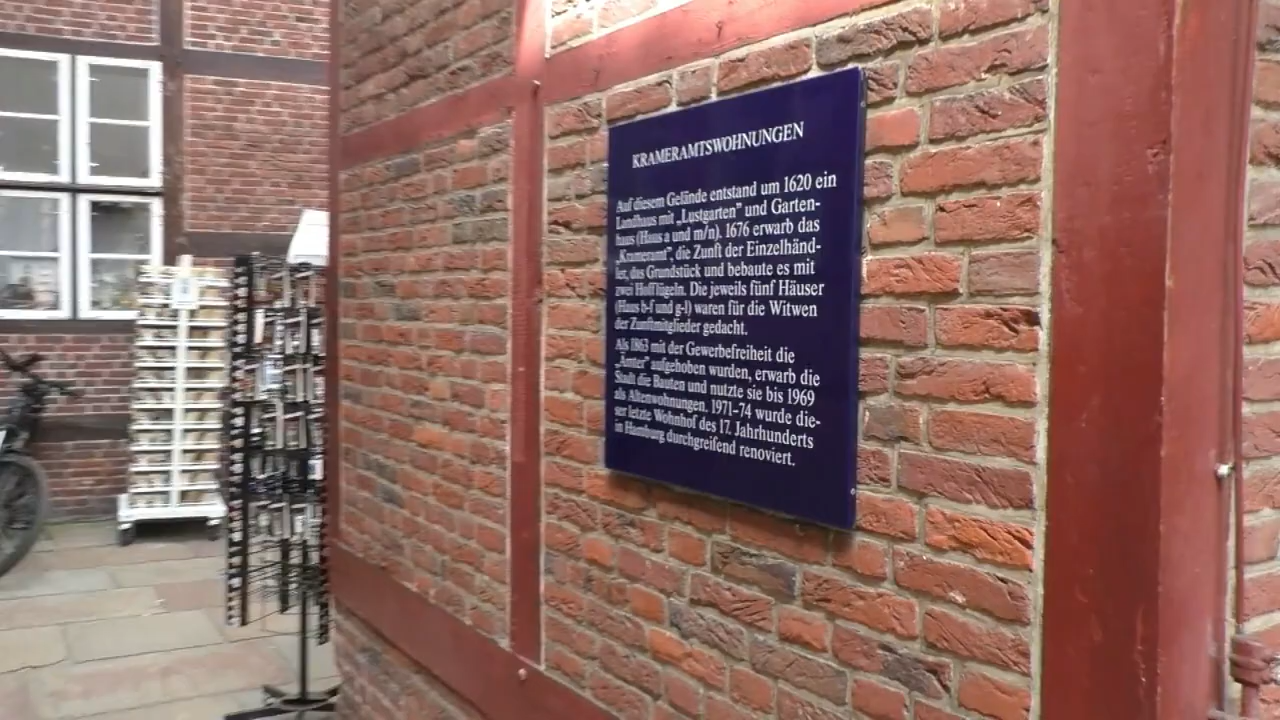 KRAMERAMTSWOHNUNGEN
Auf diesem Gelände entstand um 1620 ein
Landhaus mit „Lustgarten” und Garten-
haus (Haus a und m/n). 1676 erwarb das
„Krameramt”, die Zunft der Einzelhänd-
ler, das Grundstück und bebaute es mit
zwei Hofflügeln. Die jeweils fünf Häuser
(Haus b-f und g-l) waren für die Witwen
der Zunftmitglieder gedacht.
Als 1863 mit der Gewerbefreiheit die
„Ämter” aufgehoben wurden, erwarb die
Stadt die Bauten und nutzte sie bis 1969
als Altenwohnungen. 1971–74 wurde die-
ser letzte Wohnhof des 17. Jahrhunderts
in Hamburg durchgreifend renoviert.